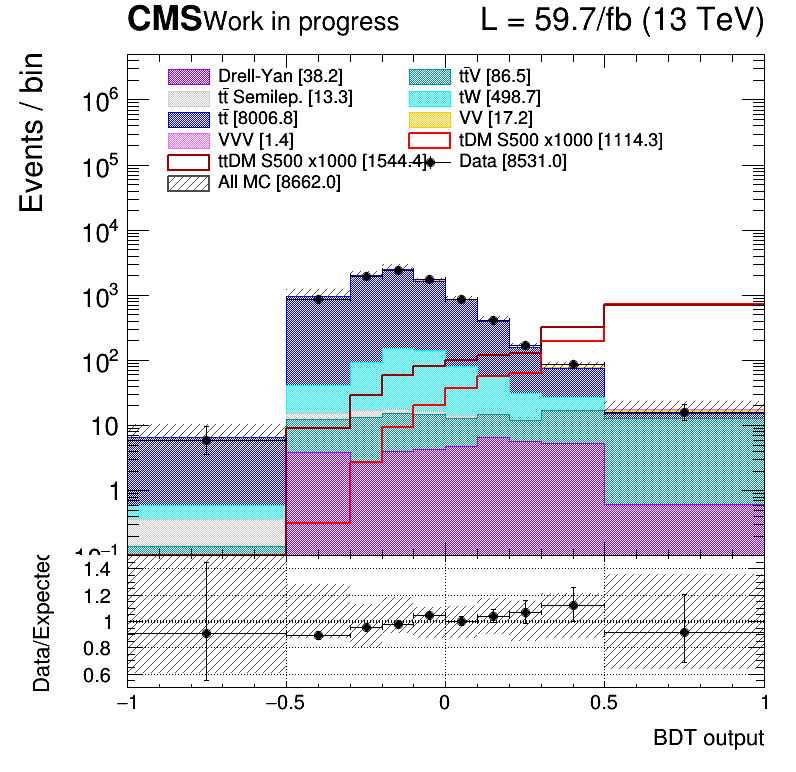 CMS Work in progress L = 59.7/fb (13 TeV)
Events / bin
Drell-Yan [38.2] tt̄V [86.5]
tt̄ Semilep. [13.3] tW [498.7]
tt̄ [8006.8] VV [17.2]
VVV [1.4] tDM S500 x1000 [1114.3]
ttDM S500 x1000 [1544.4] Data [8531.0]
All MC [8662.0]
10⁶
10⁵
10⁴
10³
10²
10
1
10⁻¹
Data/Expected
1.4
1.2
1
0.8
0.6
−1 −0.5 0 0.5 1
BDT output